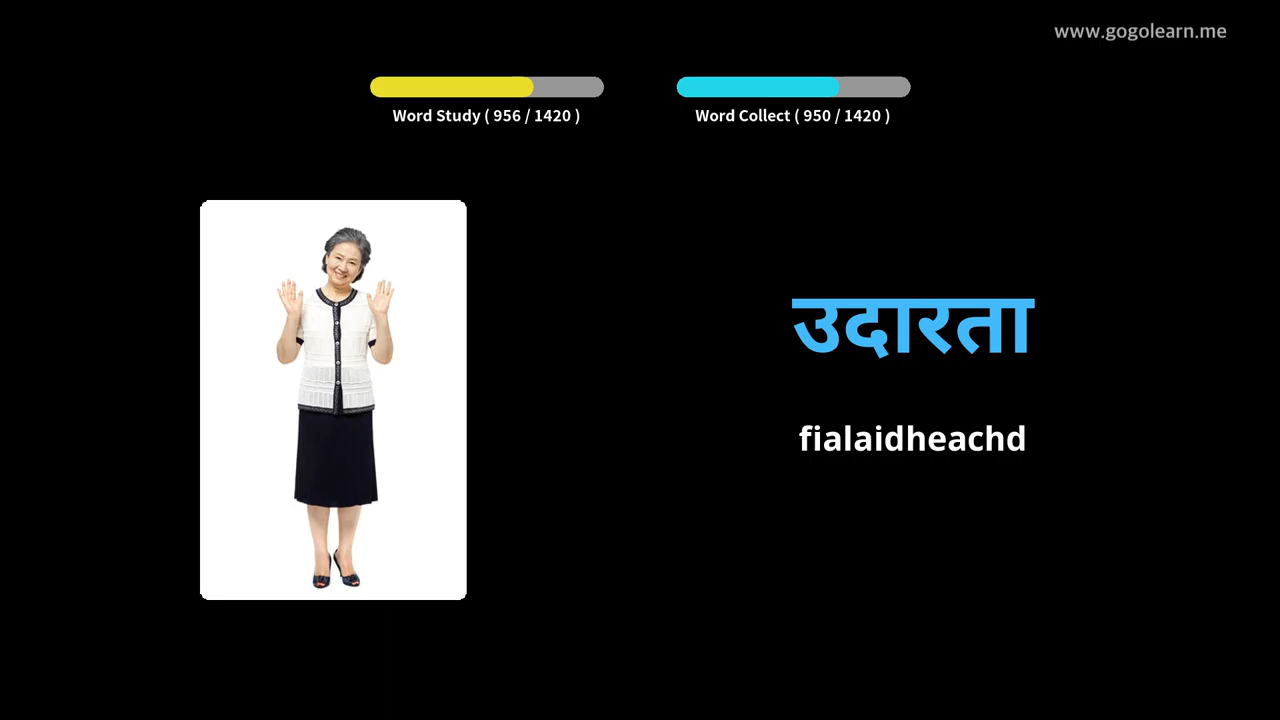 www.gogolearn.me
Word Study ( 956 / 1420 )
Word Collect ( 950 / 1420 )
उदारता
fialaidheachd